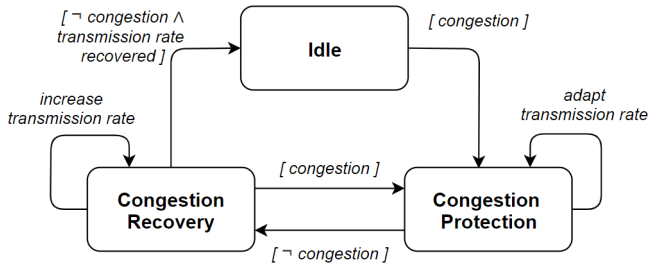 [ ¬ congestion ∧
transmission rate
recovered ]
[ congestion ]
Idle
increase
transmission rate
adapt
transmission rate
[ congestion ]
Congestion
Recovery
Congestion
Protection
[ ¬ congestion ]